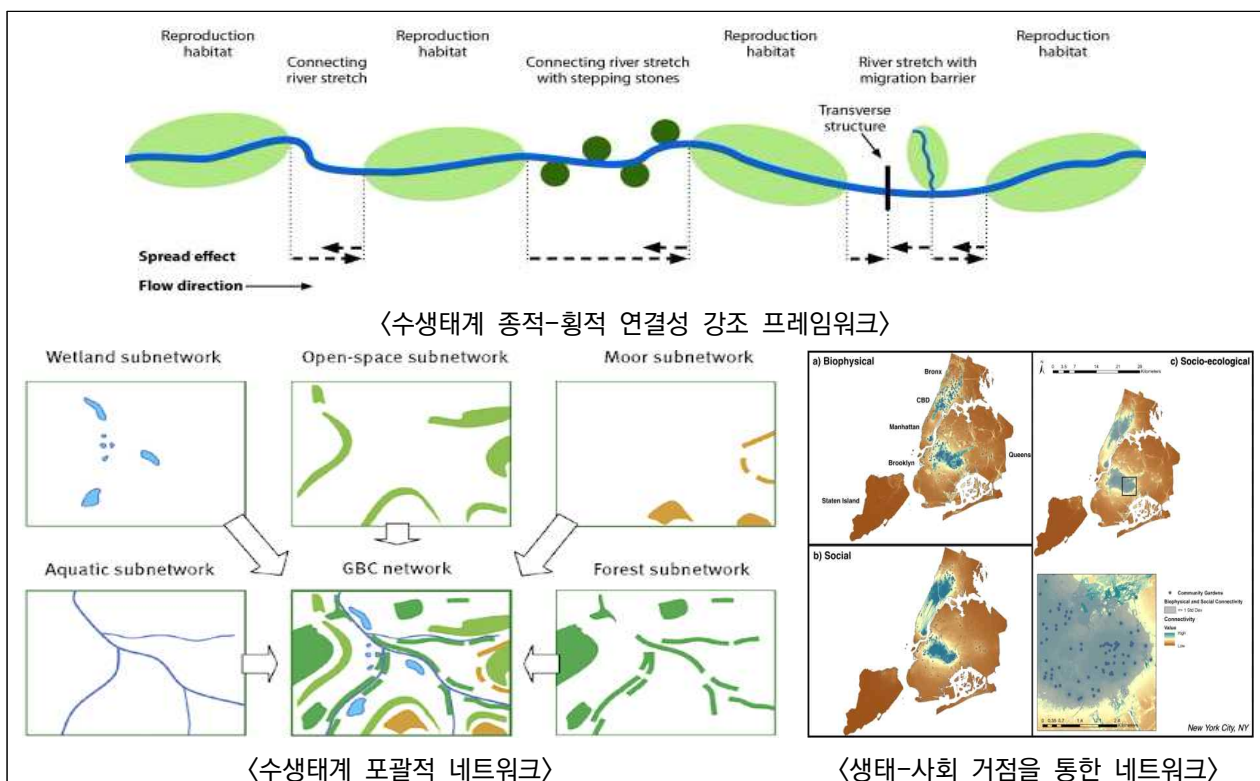 Reproduction
habitat
Connecting
river stretch
Reproduction
habitat
Connecting river stretch
with stepping stones
Reproduction
habitat
River stretch with
migration barrier
Transverse
structure
Reproduction
habitat
Spread effect
Flow direction
〈수생태계 종적-횡적 연결성 강조 프레임워크〉
Wetland subnetwork
Open-space subnetwork
Moor subnetwork
Aquatic subnetwork
GBC network
Forest subnetwork
〈수생태계 포괄적 네트워크〉
a) Biophysical
Bronx
CBD
Manhattan
Brooklyn
Queens
Staten Island
b) Social
c) Socio-ecological
Kilometers
Community Gardens
Biophysical and Social Connectivity
Connectivity
Value
High
Low
New York City, NY
〈생태-사회 거점을 통한 네트워크〉